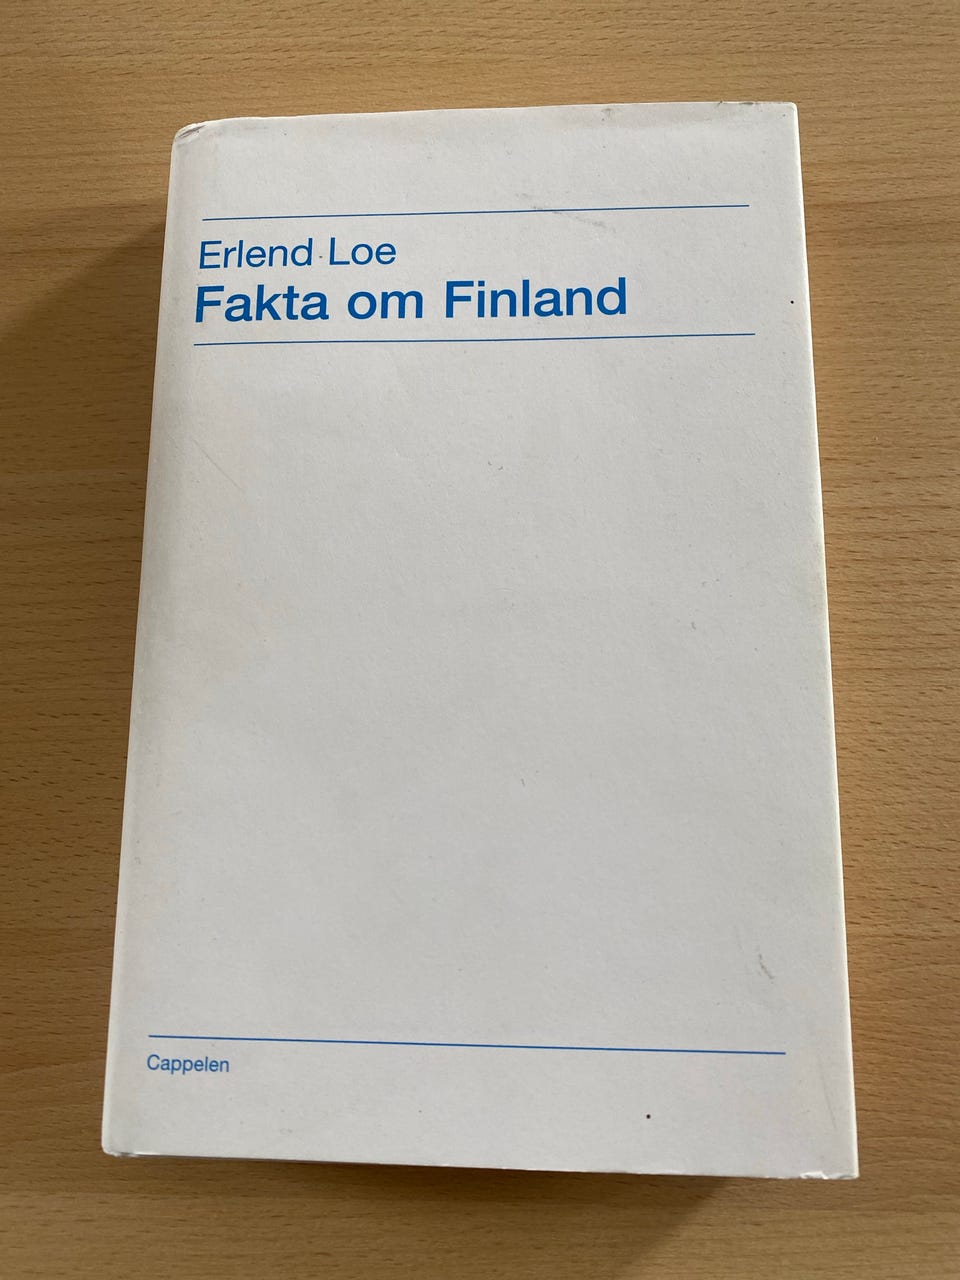 Erlend Loe
Fakta om Finland
Cappelen